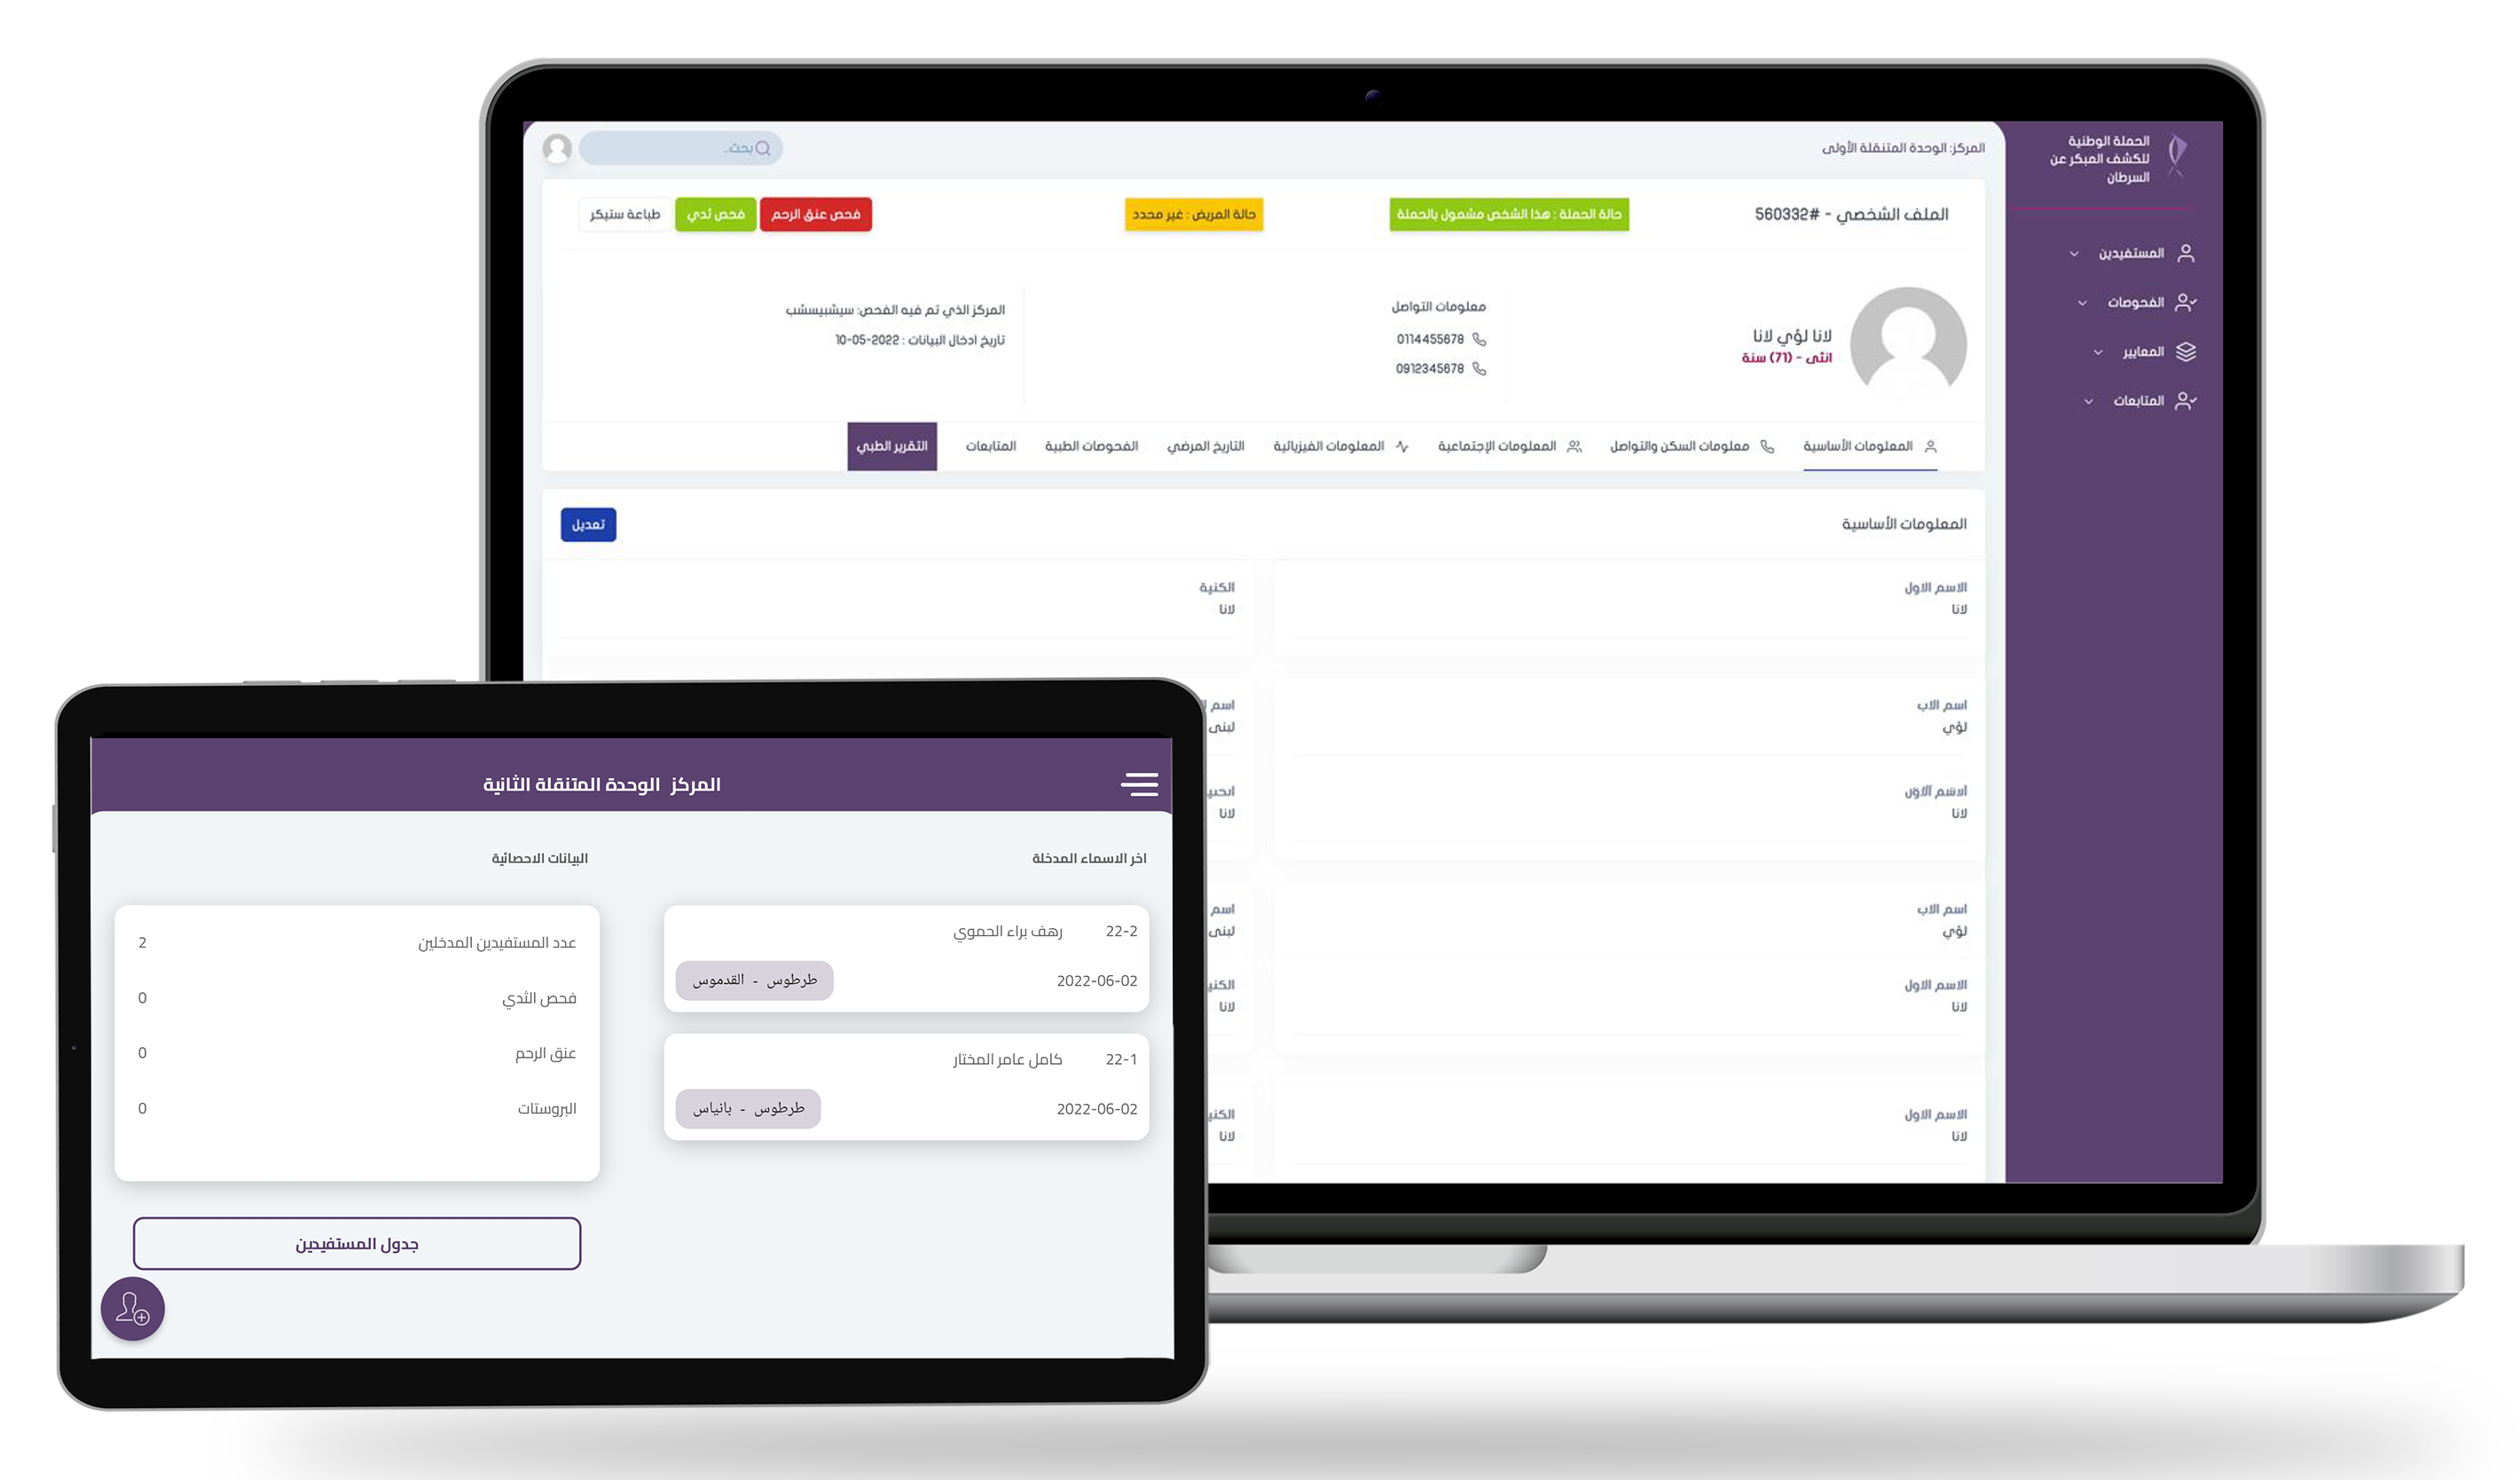 الحملة الوطنية
للكشف المبكر عن
السرطان
المستفيدين
الفحوصات
المعايير
المتابعات
المركز: الوحدة المتنقلة الأولى
بحث..
الملف الشخصي - #560332
حالة الحملة : هذا الشخص مشمول بالحملة
حالة المريض : غير محدد
فحص عنق الرحم
فحص ثدي
طباعة ستيكر
لانا لؤي لانا
انثى - (71) سنة
معلومات التواصل
0114455678
0912345678
المركز الذي تم فيه الفحص: سيشبيسشب
تاريخ ادخال البيانات : 2022-05-10
المعلومات الأساسية
معلومات السكن والتواصل
المعلومات الإجتماعية
المعلومات الفيزيائية
التاريخ المرضي
الفحوصات الطبية
المتابعات
التقرير الطبي
المعلومات الأساسية
تعديل
الاسم الاول
لانا
الكنية
لانا
اسم الاب
لؤي
اسم
لبنى
لانا
لانا
اسم الاب
لؤي
اسم
لبنى
الاسم الاول
لانا
لانا
الاسم الاول
لانا
لانا
المركز الوحدة المتنقلة الثانية
اخر الاسماء المدخلة
22-2 رهف براء الحموي
2022-06-02 طرطوس - القدموس
22-1 كامل عامر المختار
2022-06-02 طرطوس - بانياس
البيانات الاحصائية
عدد المستفيدين المدخلين 2
فحص الثدي 0
عنق الرحم 0
البروستات 0
جدول المستفيدين